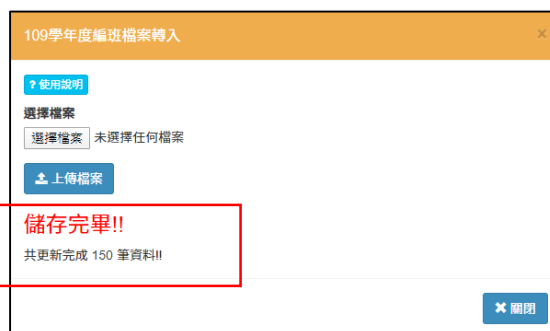 109學年度編班檔案轉入
×
? 使用說明
選擇檔案
選擇檔案 未選擇任何檔案
上傳檔案
儲存完畢!!
共更新完成 150 筆資料!!
✖ 關閉